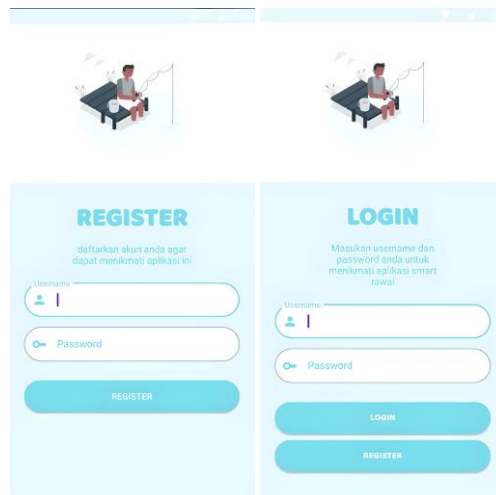 REGISTER
daftarkan akun anda agar
dapat menikmati aplikasi ini
Username
Password
REGISTER
LOGIN
Masukan username dan
password anda untuk
menikmati aplikasi smart
rawai
Username
Password
LOGIN
REGISTER